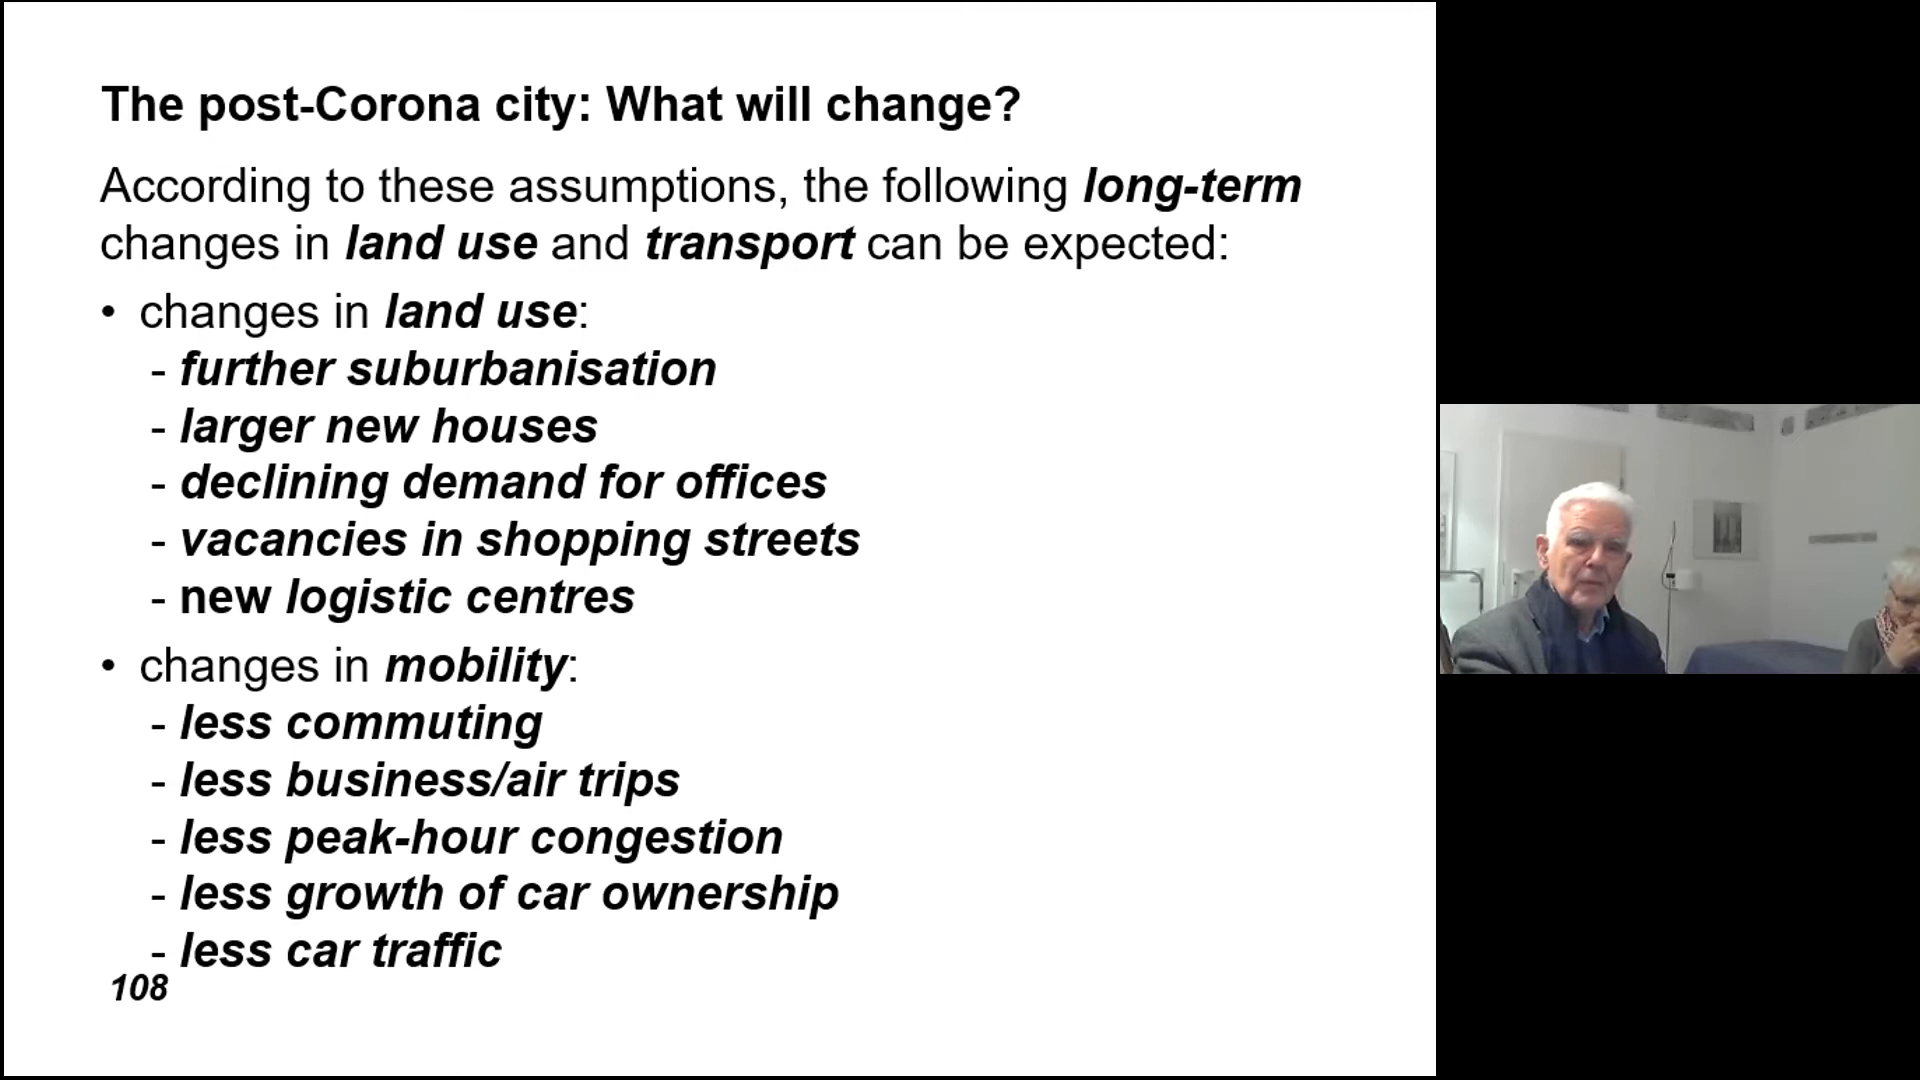 The post-Corona city: What will change?
According to these assumptions, the following long-term
changes in land use and transport can be expected:
• changes in land use:
- further suburbanisation
- larger new houses
- declining demand for offices
- vacancies in shopping streets
- new logistic centres
• changes in mobility:
- less commuting
- less business/air trips
- less peak-hour congestion
- less growth of car ownership
- less car traffic
108